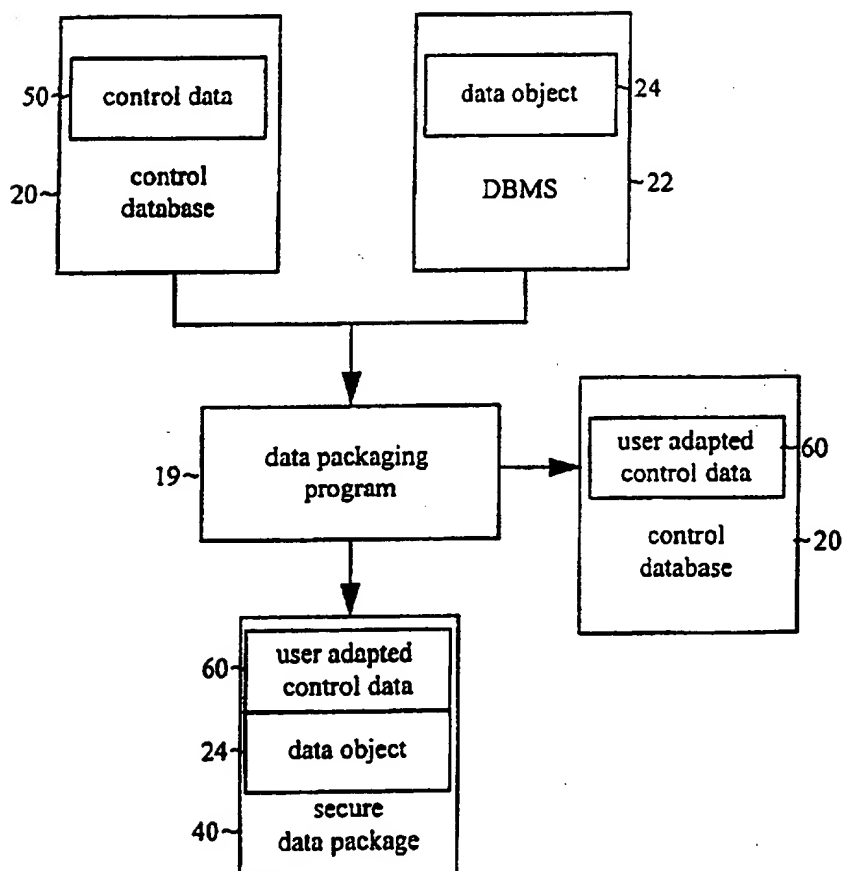 50~ control data
data object ~24
20~ control
database
DBMS ~22
19~ data packaging
program
user adapted ~60
control data
control ~20
database
60~ user adapted
control data
24~ data object
secure
40~ data package